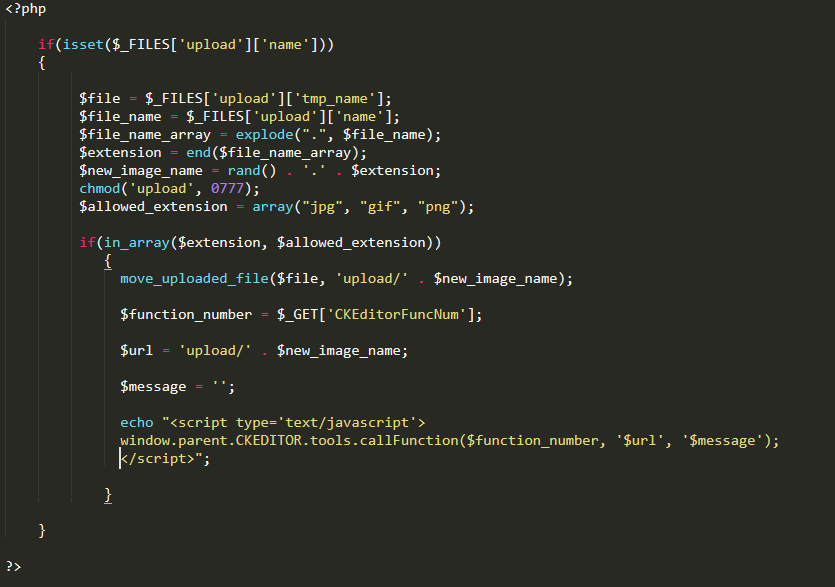 <?php
if(isset($_FILES['upload']['name']))
{
$file = $_FILES['upload']['tmp_name'];
$file_name = $_FILES['upload']['name'];
$file_name_array = explode(".", $file_name);
$extension = end($file_name_array);
$new_image_name = rand() . '.' . $extension;
chmod('upload', 0777);
$allowed_extension = array("jpg", "gif", "png");
if(in_array($extension, $allowed_extension))
{
move_uploaded_file($file, 'upload/' . $new_image_name);
$function_number = $_GET['CKEditorFuncNum'];
$url = 'upload/' . $new_image_name;
$message = '';
echo "<script type='text/javascript'>
window.parent.CKEDITOR.tools.callFunction($function_number, '$url', '$message');
</script>";
}
}
?>